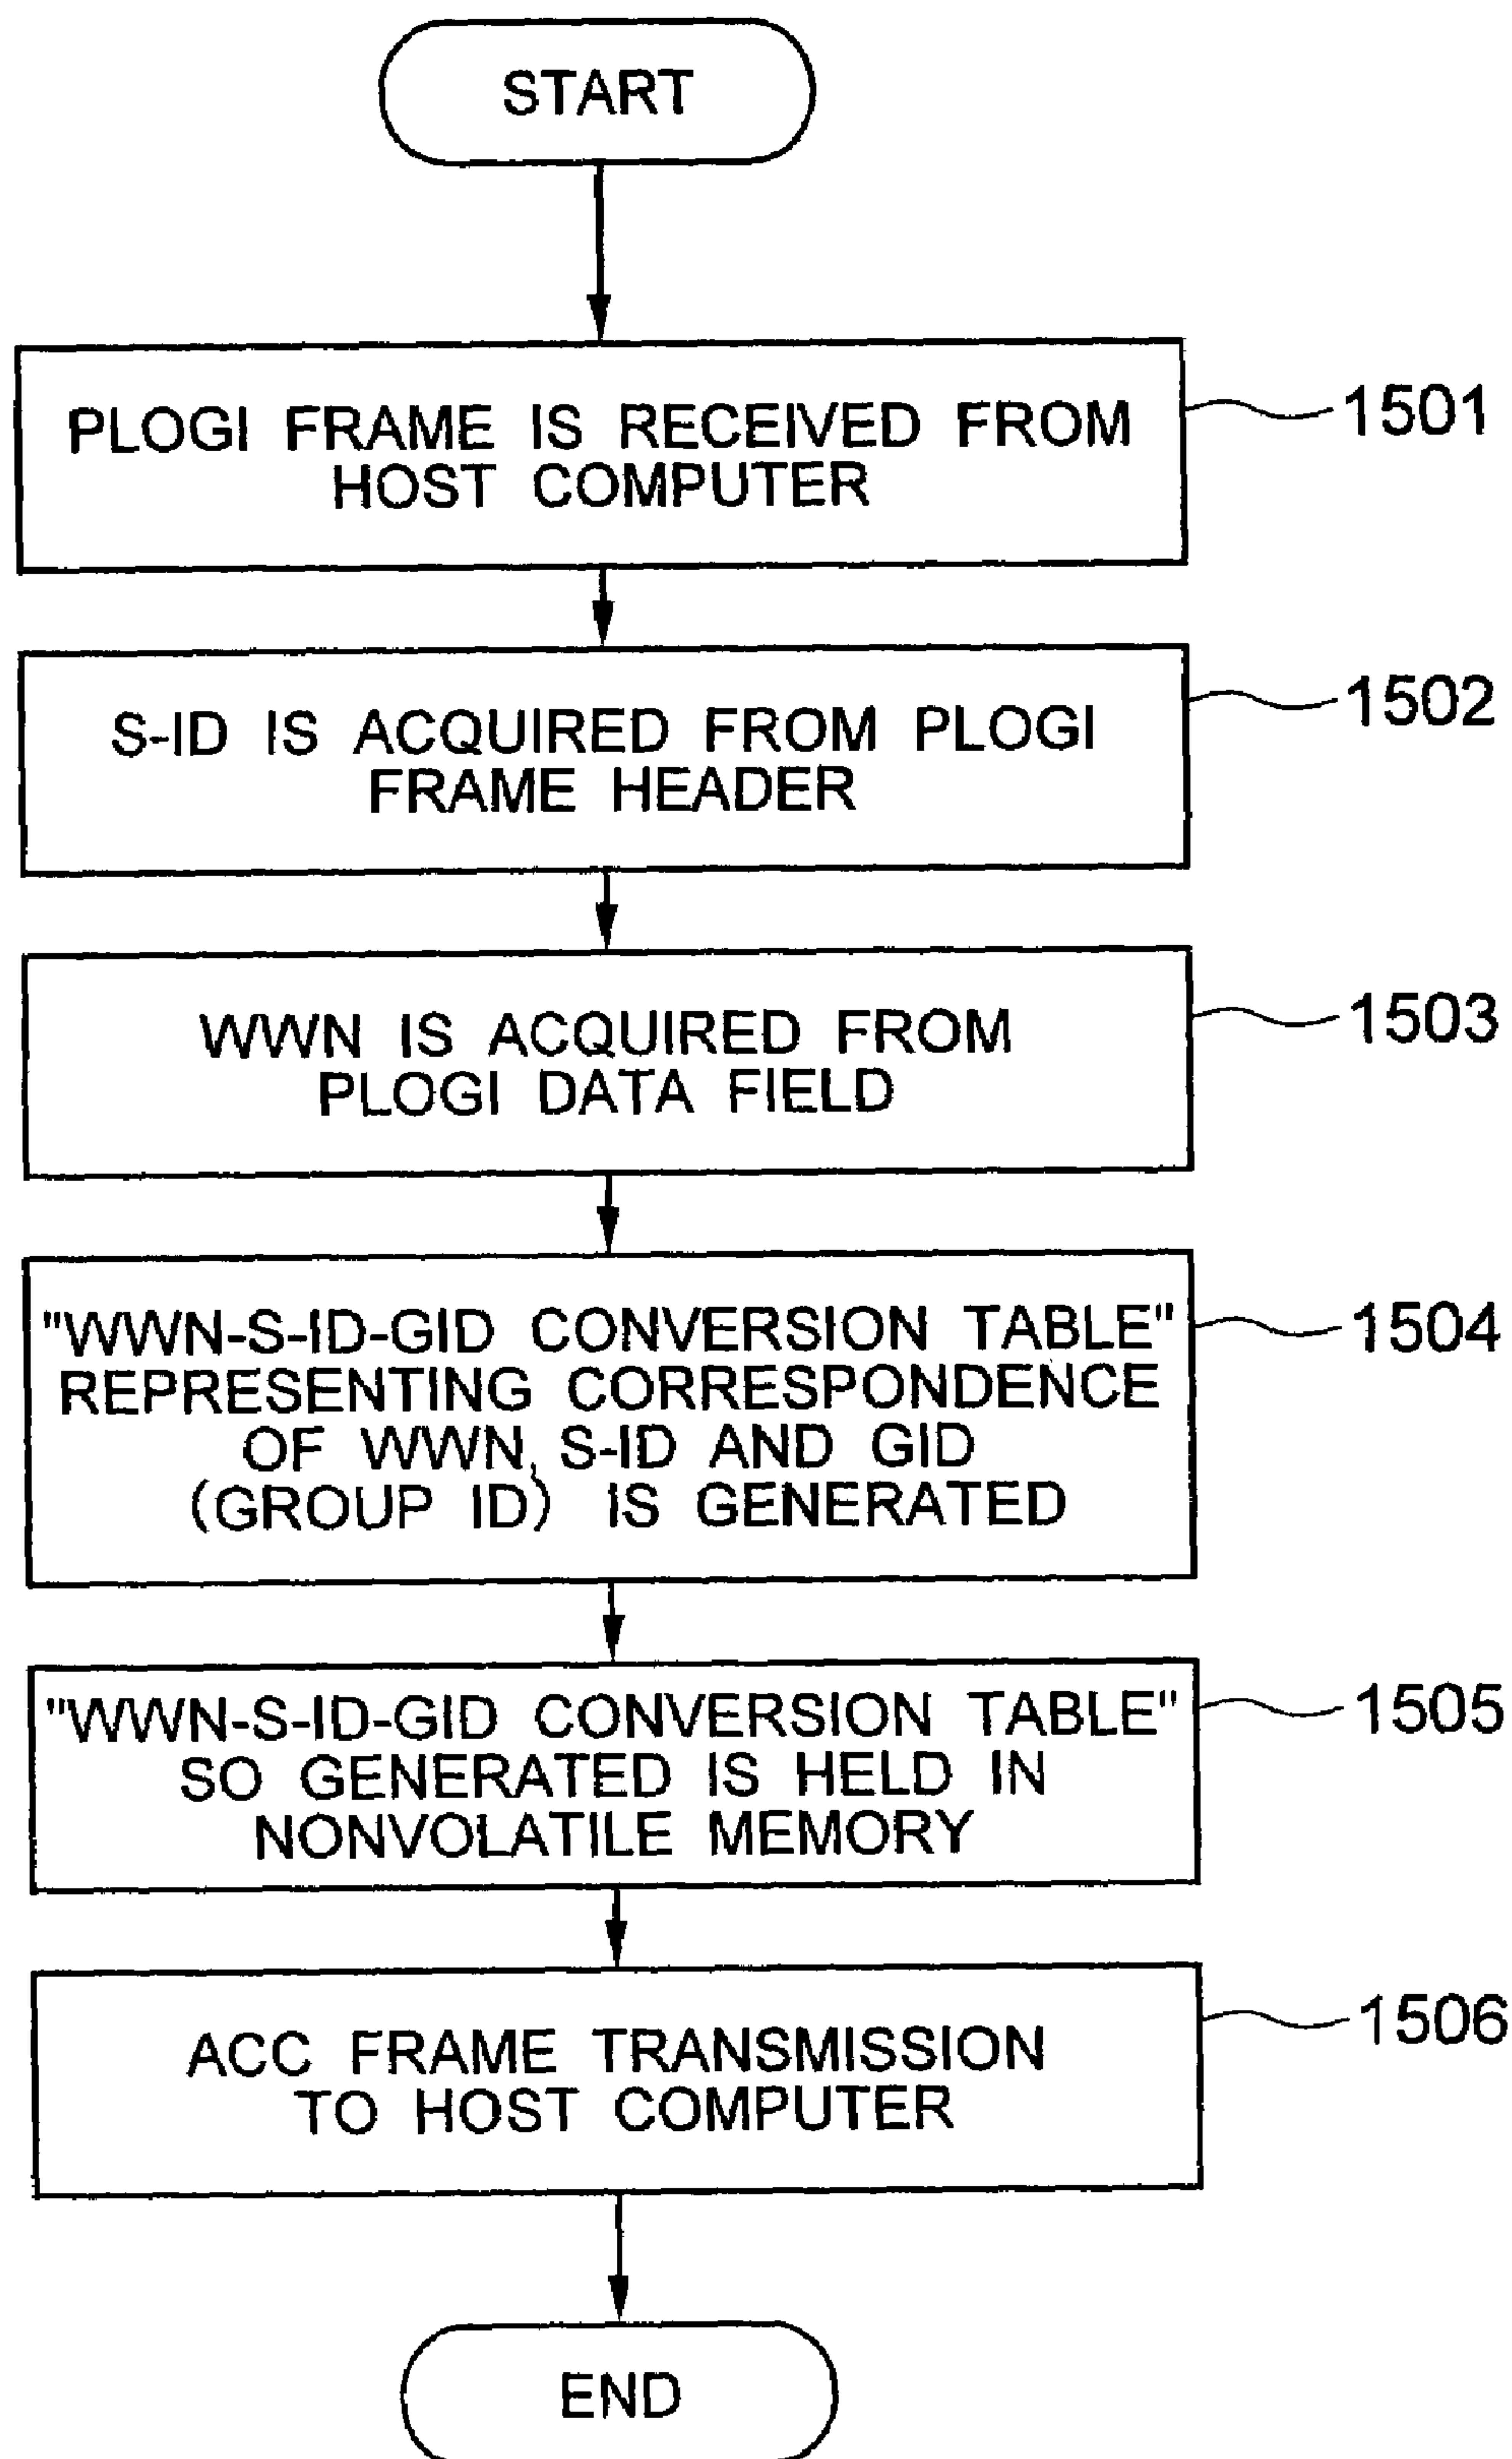 START
PLOGI FRAME IS RECEIVED FROM
HOST COMPUTER
1501
S-ID IS ACQUIRED FROM PLOGI
FRAME HEADER
1502
WWN IS ACQUIRED FROM
PLOGI DATA FIELD
1503
"WWN-S-ID-GID CONVERSION TABLE"
REPRESENTING CORRESPONDENCE
OF WWN, S-ID AND GID
(GROUP ID) IS GENERATED
1504
"WWN-S-ID-GID CONVERSION TABLE"
SO GENERATED IS HELD IN
NONVOLATILE MEMORY
1505
ACC FRAME TRANSMISSION
TO HOST COMPUTER
1506
END